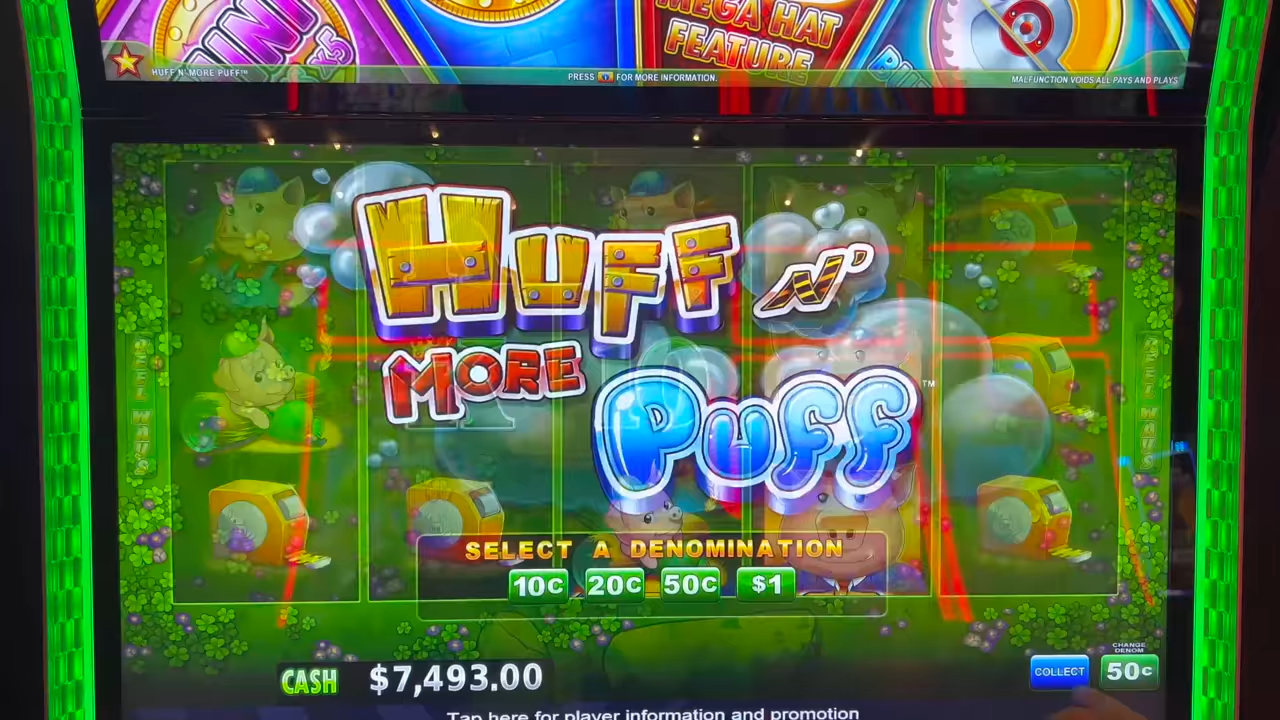 MINI
MEGA HAT
FEATURE
HUFF N' MORE PUFF™
PRESS FOR MORE INFORMATION.
MALFUNCTION VOIDS ALL PAYS AND PLAYS
HUFF N'
MORE PUFF™
SELECT A DENOMINATION
10¢ 20¢ 50¢ $1
CASH $7,493.00
COLLECT
CHANGE
DENOM
50¢
Tap here for player information and promotion